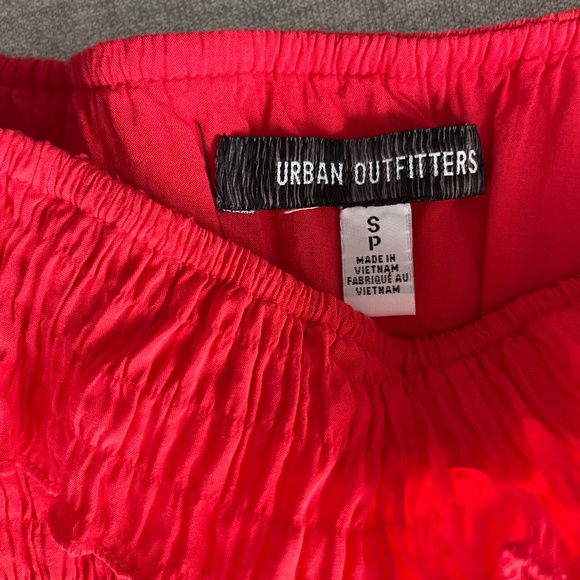 URBAN OUTFITTERS
S
P
MADE IN
VIETNAM
FABRIQUÉ AU
VIETNAM